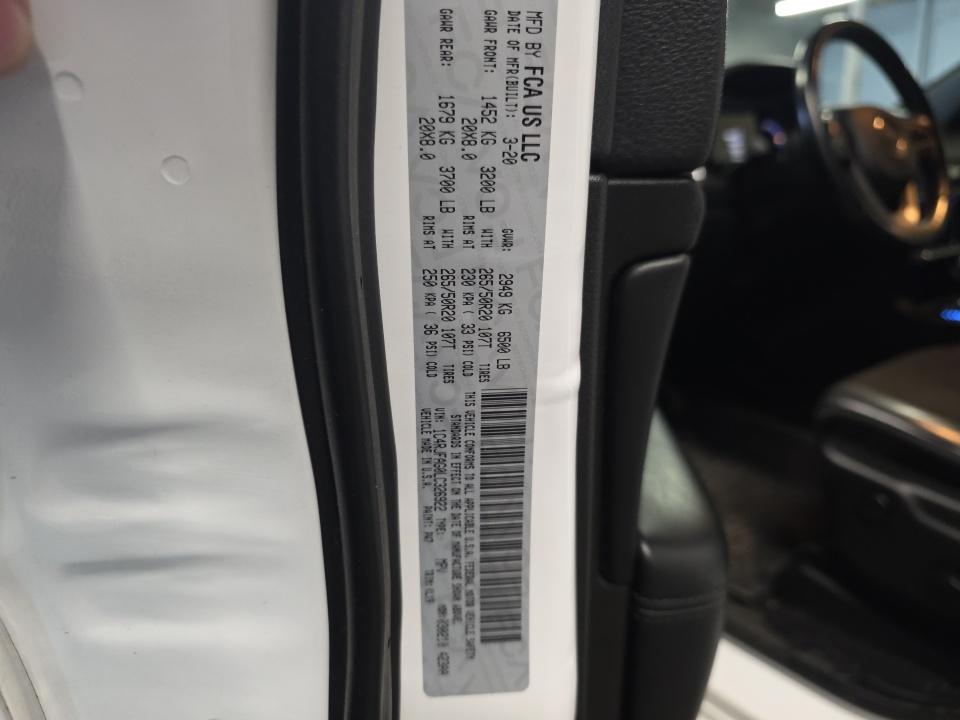 MFD BY FCA US LLC
DATE OF MFR(BUILT): 3-20 GVWR: 2949 KG 6500 LB
GAWR FRONT: 1452 KG 3200 LB WITH 265/50R20 107T TIRES
20X8.0 RIMS AT 230 KPA ( 33 PSI) COLD
GAWR REAR: 1679 KG 3700 LB WITH 265/50R20 107T TIRES
20X8.0 RIMS AT 250 KPA ( 36 PSI) COLD
THIS VEHICLE CONFORMS TO ALL APPLICABLE U.S.A. FEDERAL MOTOR VEHICLE SAFETY
STANDARDS IN EFFECT ON THE DATE OF MANUFACTURE SHOWN ABOVE.
VIN: 1C4RJFAG0LC326922 TYPE: MPV
VEHICLE MADE IN U.S.A. PAINT: PW7